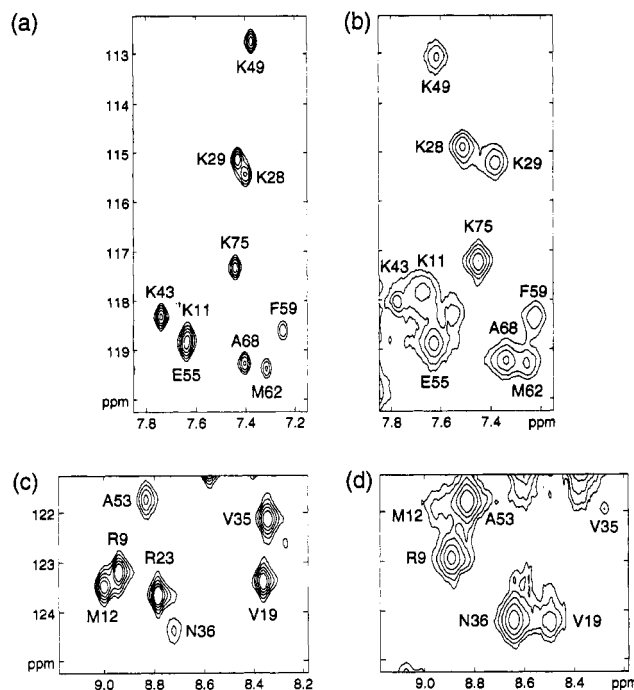 (a)
113
114
115
116
117
118
119
ppm
7.8
7.6
7.4
7.2
K49
K29
K28
K75
K43
K11
F59
A68
E55
M62
(b)
K49
K28
K29
K75
K43
K11
F59
A68
E55
M62
7.8
7.6
7.4
ppm
(c)
122
123
124
ppm
A53
V35
R9
R23
M12
N36
V19
9.0
8.8
8.6
8.4
8.2
(d)
M12
A53
V35
R9
N36
V19
9.0
8.8
8.6
8.4
ppm